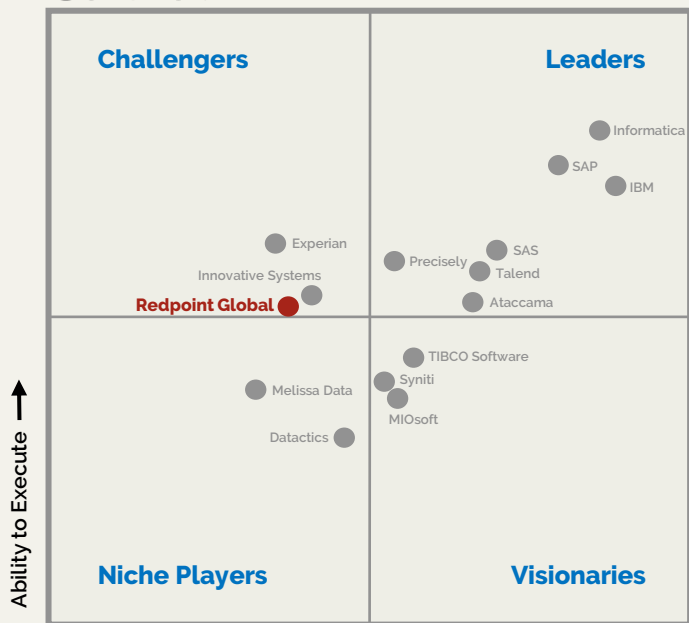 Challengers
Leaders
Informatica
SAP
IBM
Experian
SAS
Precisely
Talend
Innovative Systems
Redpoint Global
Ataccama
TIBCO Software
Syniti
Melissa Data
MIOsoft
Datactics
Niche Players
Visionaries
Ability to Execute